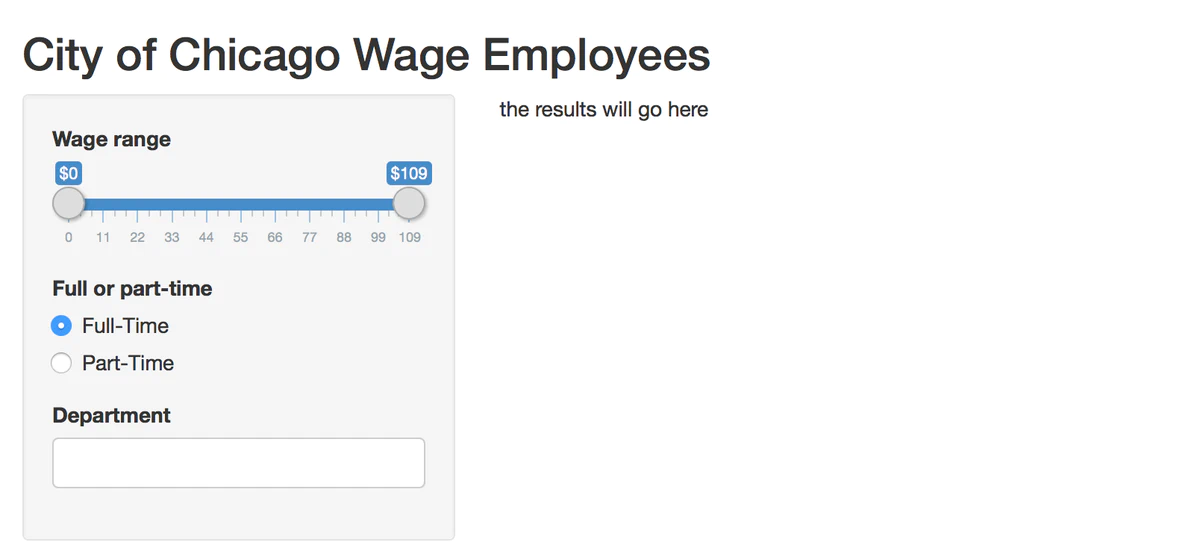 City of Chicago Wage Employees
Wage range
$0 $109
0 11 22 33 44 55 66 77 88 99 109
Full or part-time
Full-Time
Part-Time
Department
the results will go here